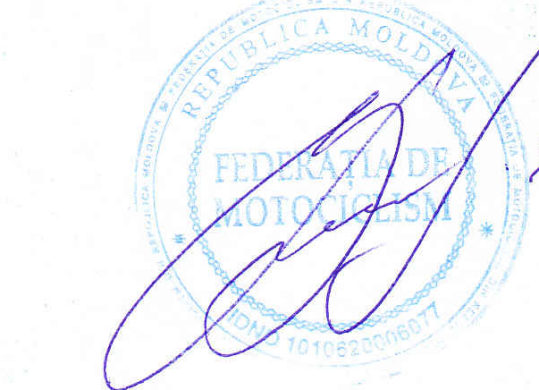 REPUBLICA MOLDOVA
FEDERAȚIA DE
MOTOCICLISM
IDNO 1010620006077